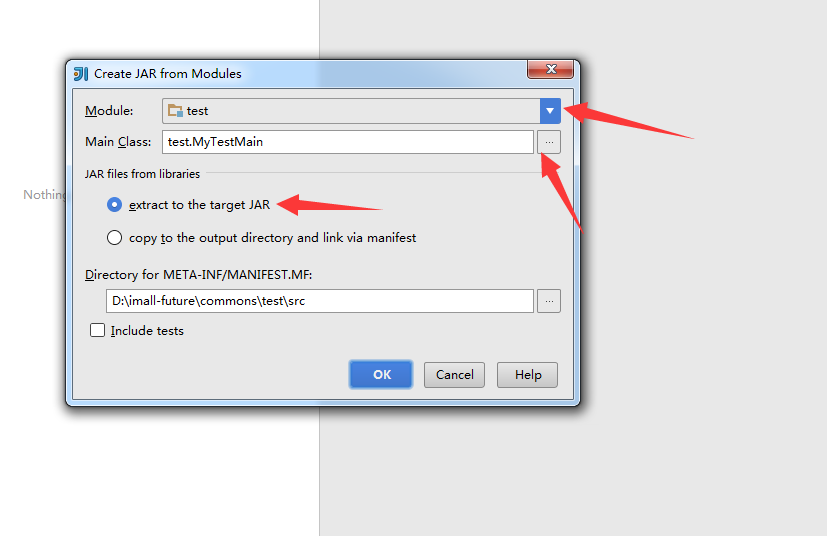 Create JAR from Modules
Module: test
Main Class: test.MyTestMain ...
JAR files from libraries
Nothing
extract to the target JAR
copy to the output directory and link via manifest
Directory for META-INF/MANIFEST.MF:
D:\imall-future\commons\test\src ...
Include tests
OK Cancel Help